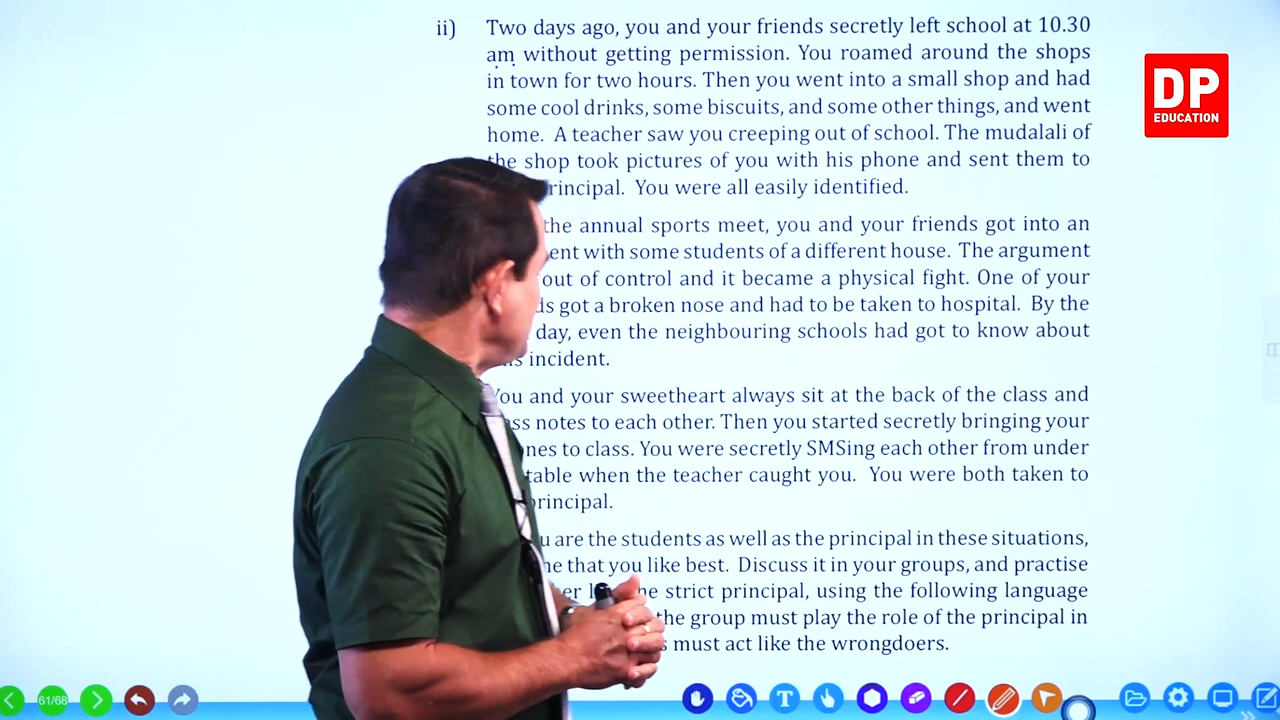 ii) Two days ago, you and your friends secretly left school at 10.30
am without getting permission. You roamed around the shops
in town for two hours. Then you went into a small shop and had
some cool drinks, some biscuits, and some other things, and went
home. A teacher saw you creeping out of school. The mudalali of
the shop took pictures of you with his phone and sent them to
rincipal. You were all easily identified.
the annual sports meet, you and your friends got into an
ent with some students of a different house. The argument
out of control and it became a physical fight. One of your
ds got a broken nose and had to be taken to hospital. By the
day, even the neighbouring schools had got to know about
incident.
You and your sweetheart always sit at the back of the class and
ss notes to each other. Then you started secretly bringing your
nes to class. You were secretly SMSing each other from under
table when the teacher caught you. You were both taken to
principal.
u are the students as well as the principal in these situations,
ne that you like best. Discuss it in your groups, and practise
er he strict principal, using the following language
the group must play the role of the principal in
s must act like the wrongdoers.
DP
EDUCATION
61/68
T